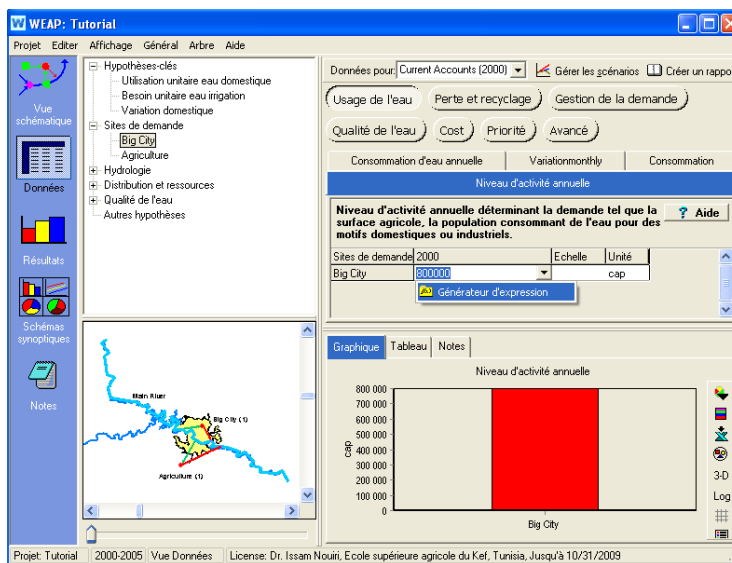 WEAP: Tutorial
Projet Editer Affichage Général Arbre Aide
Vue
schématique
Données
Résultats
Schémas
synoptiques
Notes
Hypothèses-clés
Utilisation unitaire eau domestique
Besoin unitaire eau irrigation
Variation domestique
Sites de demande
Big City
Agriculture
Hydrologie
Distribution et ressources
Qualité de l'eau
Autres hypothèses
Main River
Big City (1)
Agriculture (1)
Données pour: Current Accounts (2000) Gérer les scénarios Créer un rappo
Usage de l'eau Perte et recyclage Gestion de la demande
Qualité de l'eau Cost Priorité Avancé
Consommation d'eau annuelle Variationmonthly Consommation
Niveau d'activité annuelle
Niveau d'activité annuelle déterminant la demande tel que la
surface agricole, la population consommant de l'eau pour des
motifs domestiques ou industriels.
? Aide
Sites de demande 2000 Echelle Unité
Big City 800000 cap
Générateur d'expression
Graphique Tableau Notes
Niveau d'activité annuelle
cap
800 000
700 000
600 000
500 000
400 000
300 000
200 000
100 000
0
Big City
3-D
Log
Projet: Tutorial 2000-2005 Vue Données License: Dr. Issam Nouiri, Ecole supérieure agricole du Kef, Tunisia, Jusqu'à 10/31/2009